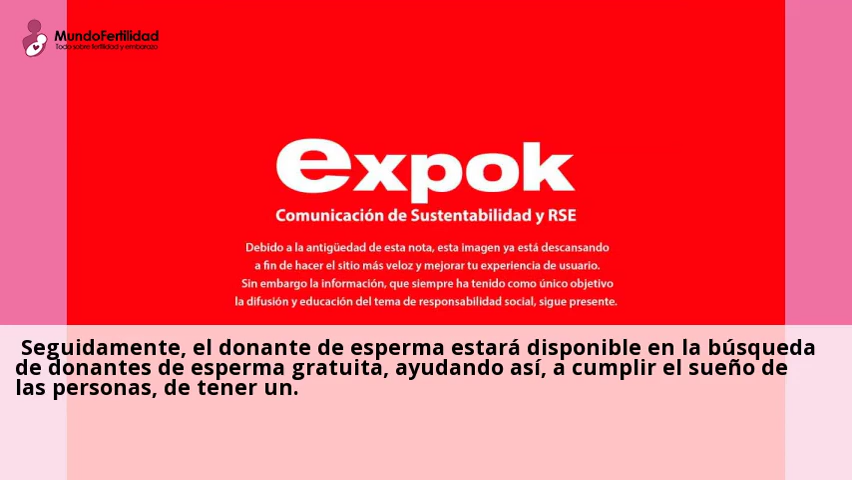 MundoFertilidad
Todo sobre fertilidad y embarazo
expok
Comunicación de Sustentabilidad y RSE
Debido a la antigüedad de esta nota, esta imagen ya está descansando
a fin de hacer el sitio más veloz y mejorar tu experiencia de usuario.
Sin embargo la información, que siempre ha tenido como único objetivo
la difusión y educación del tema de responsabilidad social, sigue presente.
Seguidamente, el donante de esperma estará disponible en la búsqueda
de donantes de esperma gratuita, ayudando así, a cumplir el sueño de
las personas, de tener un.